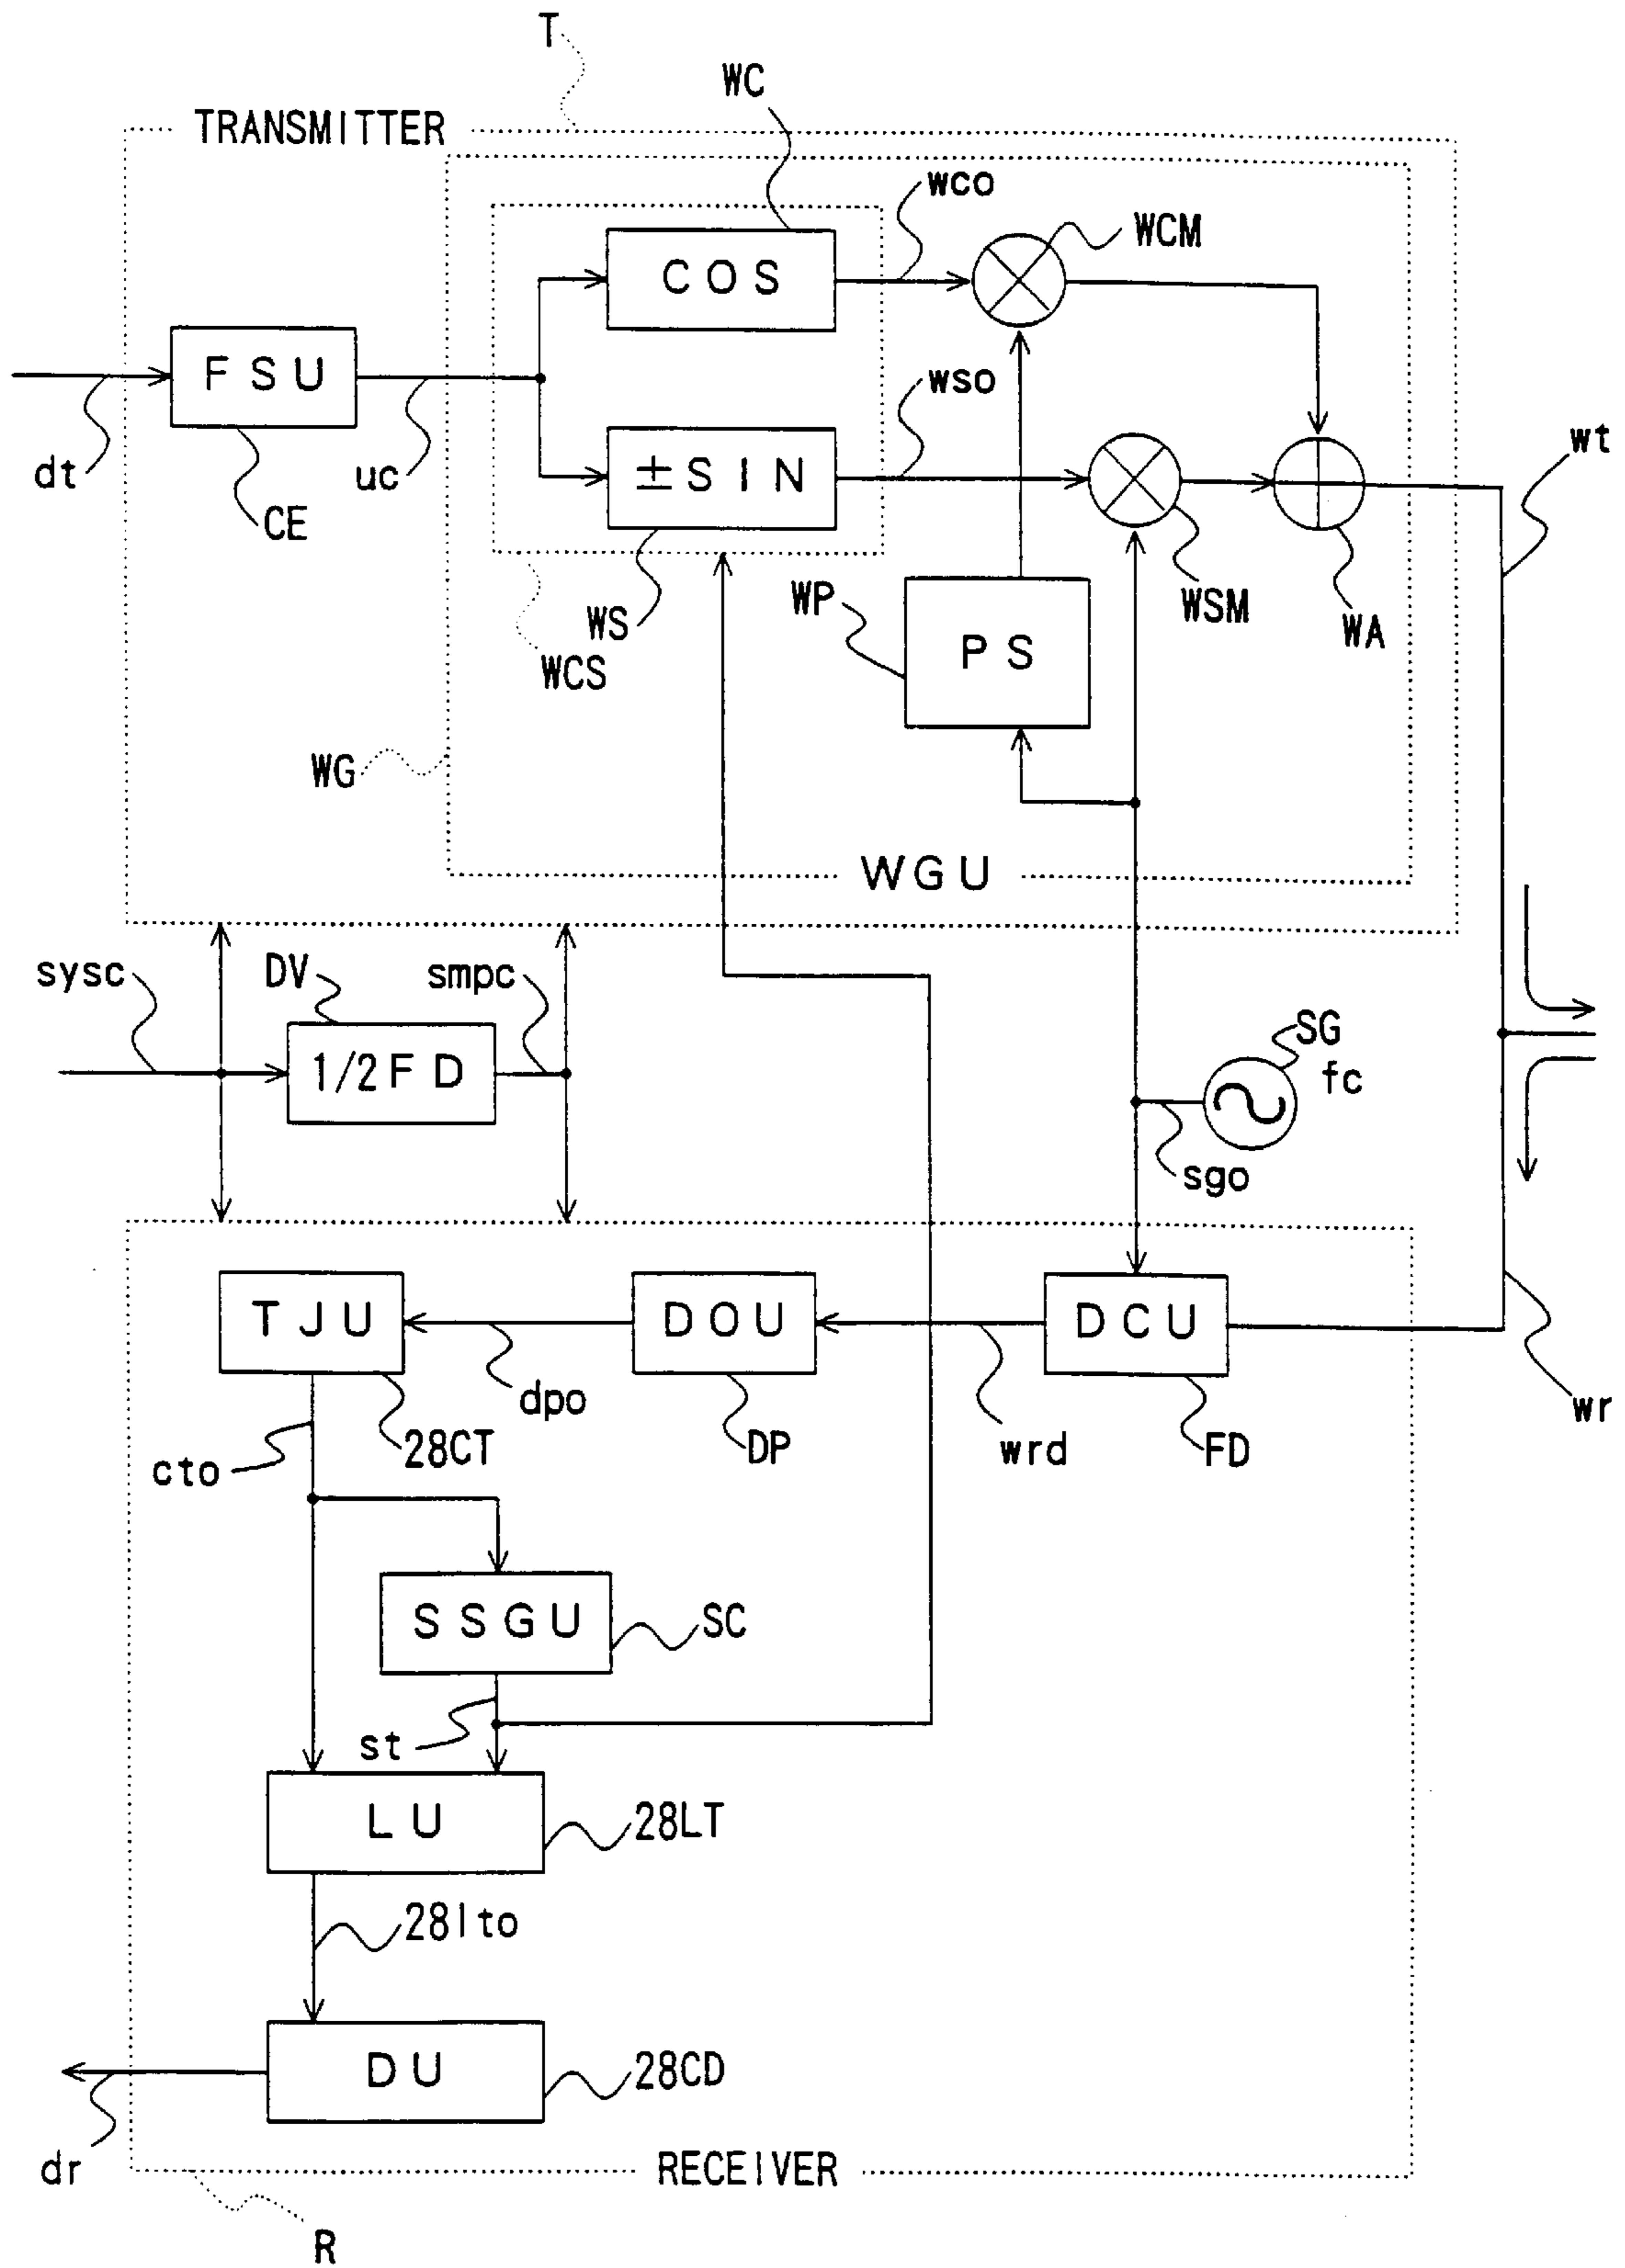 T
WC
TRANSMITTER
wco
WCM
COS
FSU
wso
±SIN
wt
dt
uc
CE
WP
WS
WSM
WA
PS
WCS
WG
WGU
sysc
DV
smpc
SG
fc
1/2FD
sgo
TJU
DOU
DCU
dpo
wr
28CT
DP
wrd
FD
cto
SSGU
SC
st
LU
28LT
28lto
DU
28CD
dr
RECEIVER
R